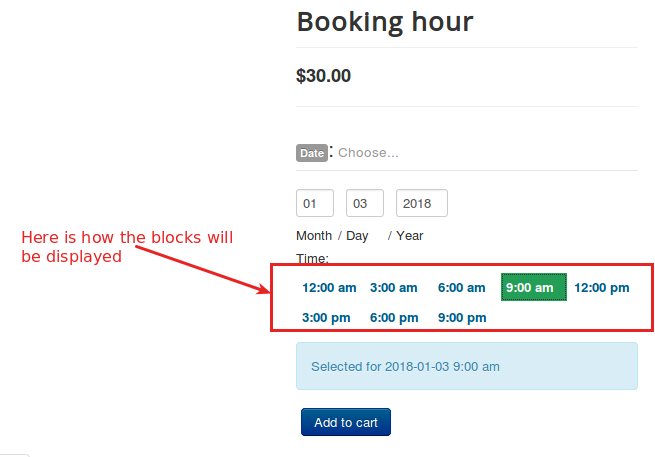 Booking hour
$30.00
Date : Choose...
01 03 2018
Month / Day / Year
Here is how the blocks will
be displayed
Time:
12:00 am 3:00 am 6:00 am 9:00 am 12:00 pm
3:00 pm 6:00 pm 9:00 pm
Selected for 2018-01-03 9:00 am
Add to cart